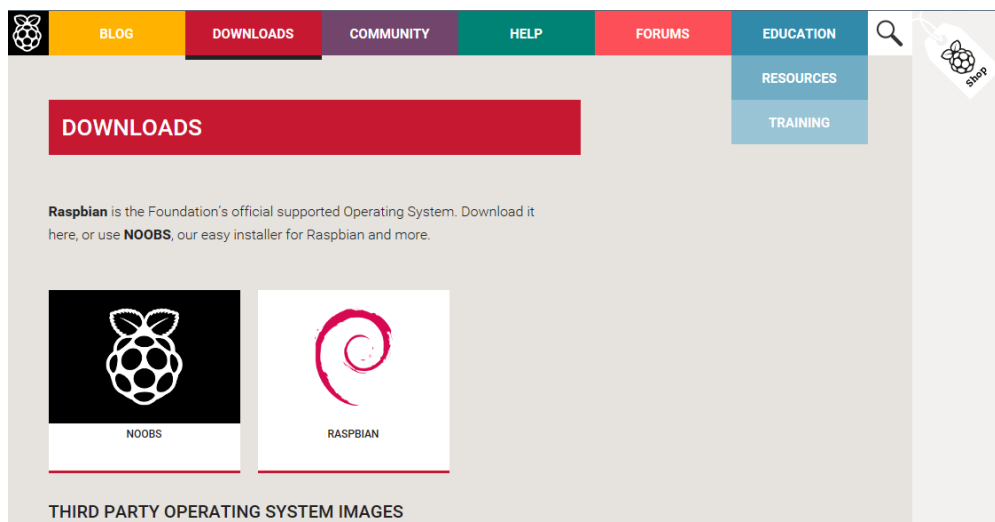 BLOG
DOWNLOADS
COMMUNITY
HELP
FORUMS
EDUCATION
shop
RESOURCES
TRAINING
DOWNLOADS
Raspbian is the Foundation’s official supported Operating System. Download it
here, or use NOOBS, our easy installer for Raspbian and more.
NOOBS
RASPBIAN
THIRD PARTY OPERATING SYSTEM IMAGES